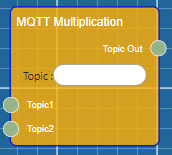 MQTT Multiplication
Topic Out
Topic :
Topic1
Topic2